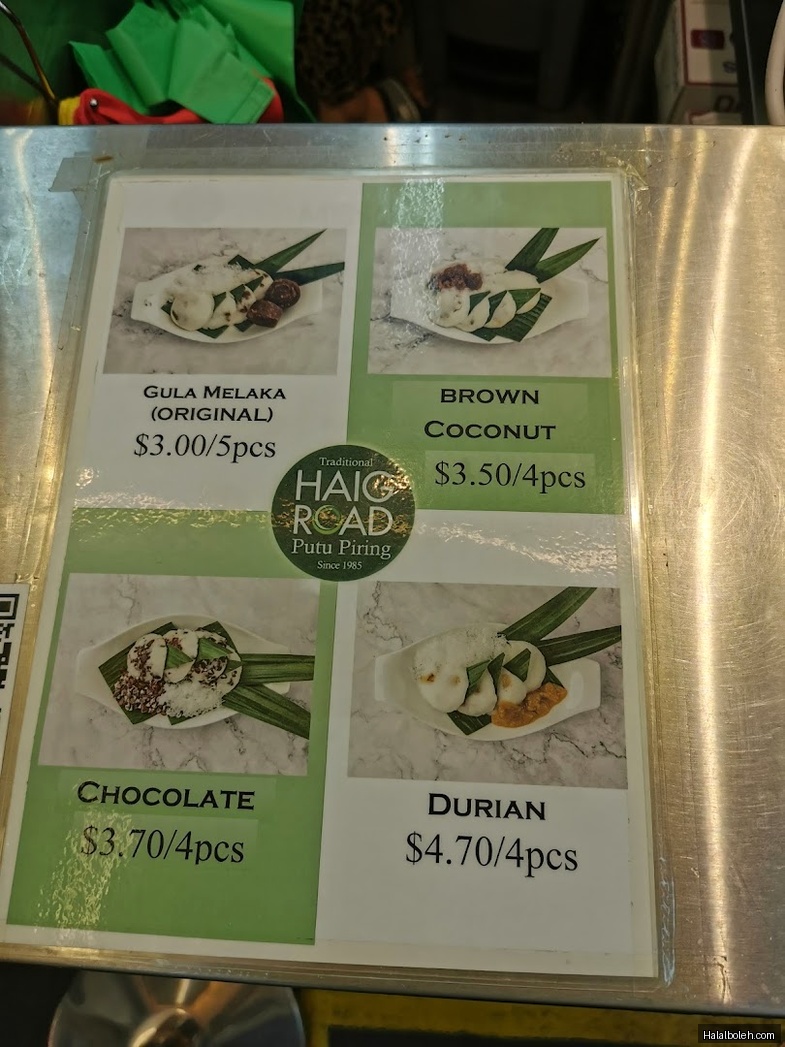 GULA MELAKA
(ORIGINAL)
$3.00/5pcs
BROWN
COCONUT
$3.50/4pcs
Traditional
HAIG
ROAD
Putu Piring
Since 1985
CHOCOLATE
$3.70/4pcs
DURIAN
$4.70/4pcs
Halalboleh.com